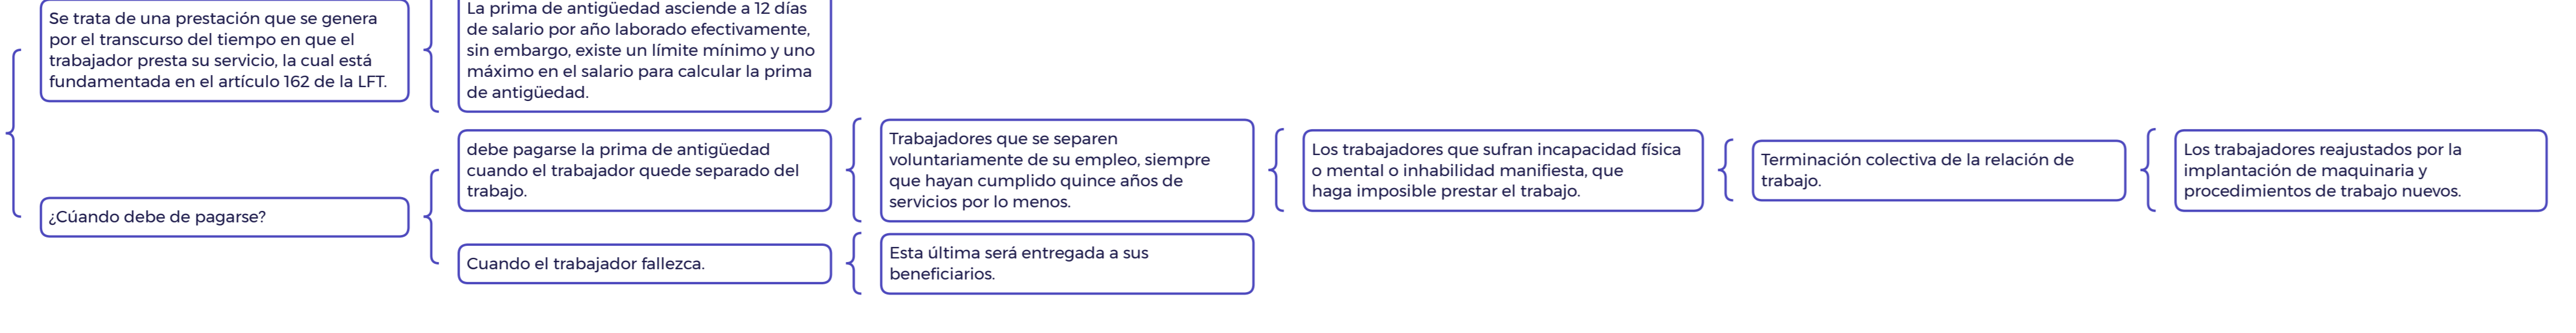 Se trata de una prestación que se genera
por el transcurso del tiempo en que el
trabajador presta su servicio, la cual está
fundamentada en el artículo 162 de la LFT.
La prima de antigüedad asciende a 12 días
de salario por año laborado efectivamente,
sin embargo, existe un límite mínimo y uno
máximo en el salario para calcular la prima
de antigüedad.
¿Cúando debe de pagarse?
debe pagarse la prima de antigüedad
cuando el trabajador quede separado del
trabajo.
Trabajadores que se separen
voluntariamente de su empleo, siempre
que hayan cumplido quince años de
servicios por lo menos.
Los trabajadores que sufran incapacidad física
o mental o inhabilidad manifiesta, que
haga imposible prestar el trabajo.
Terminación colectiva de la relación de
trabajo.
Los trabajadores reajustados por la
implantación de maquinaria y
procedimientos de trabajo nuevos.
Cuando el trabajador fallezca.
Esta última será entregada a sus
beneficiarios.